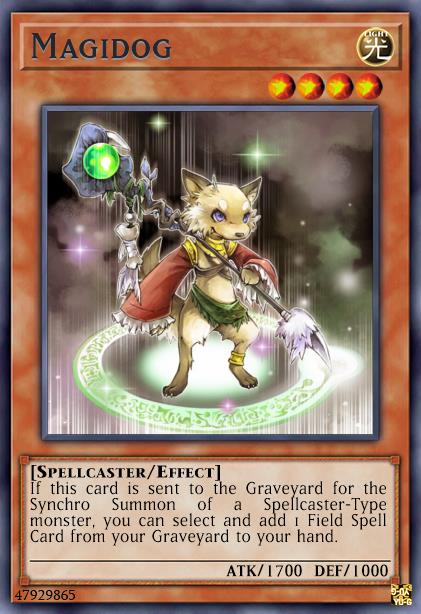 Magidog
LIGHT
光
[Spellcaster/Effect]
If this card is sent to the Graveyard for the
Synchro Summon of a Spellcaster-Type
monster, you can select and add 1 Field Spell
Card from your Graveyard to your hand.
ATK/1700 DEF/1000
47929865